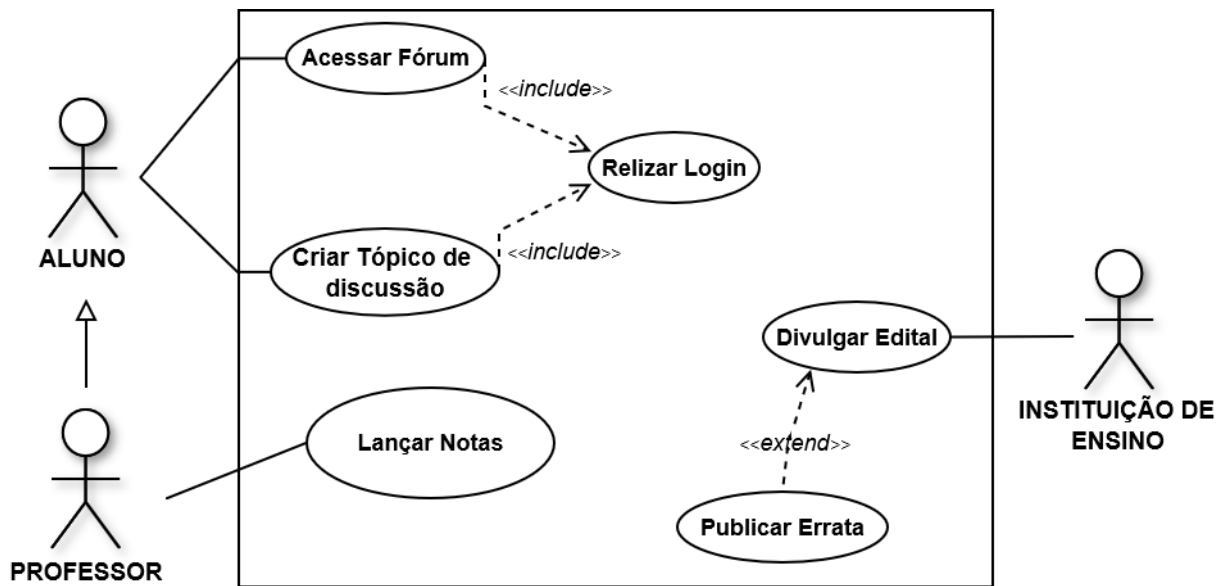 Acessar Fórum
<<include>>
Relizar Login
ALUNO
Criar Tópico de
discussão
<<include>>
Divulgar Edital
INSTITUIÇÃO DE
ENSINO
Lançar Notas
<<extend>>
Publicar Errata
PROFESSOR